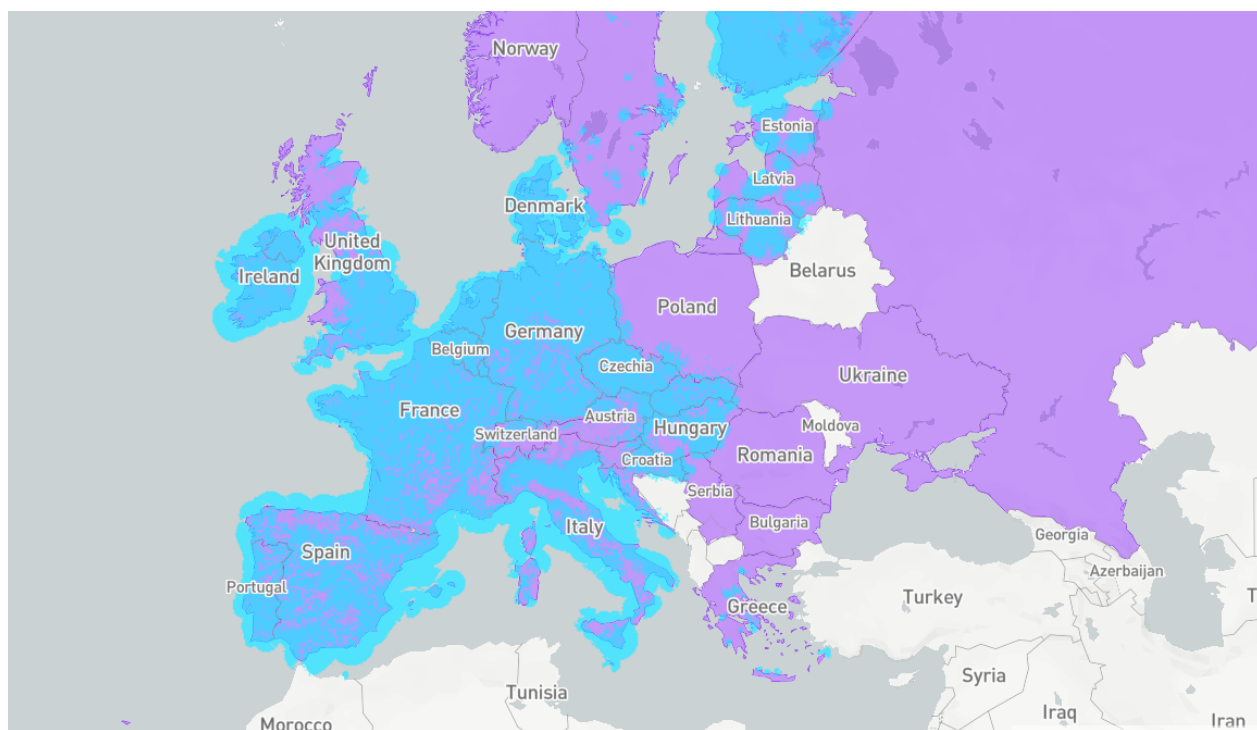 Norway
Estonia
Latvia
Denmark
Lithuania
United
Kingdom
Ireland
Belarus
Poland
Germany
Belgium
Czechia
Ukraine
France
Austria
Switzerland
Hungary
Moldova
Croatia
Romania
Serbia
Bulgaria
Italy
Spain
Georgia
Portugal
Azerbaijan
Greece
Turkey
T
Syria
Tunisia
Iraq
Iran
Morocco